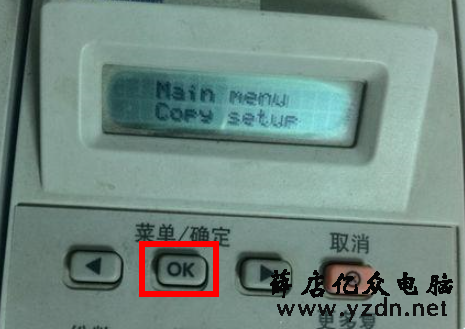 Main menu
Copy setup
菜单/确定
取消
OK
薛店亿众电脑
www.yzdn.net